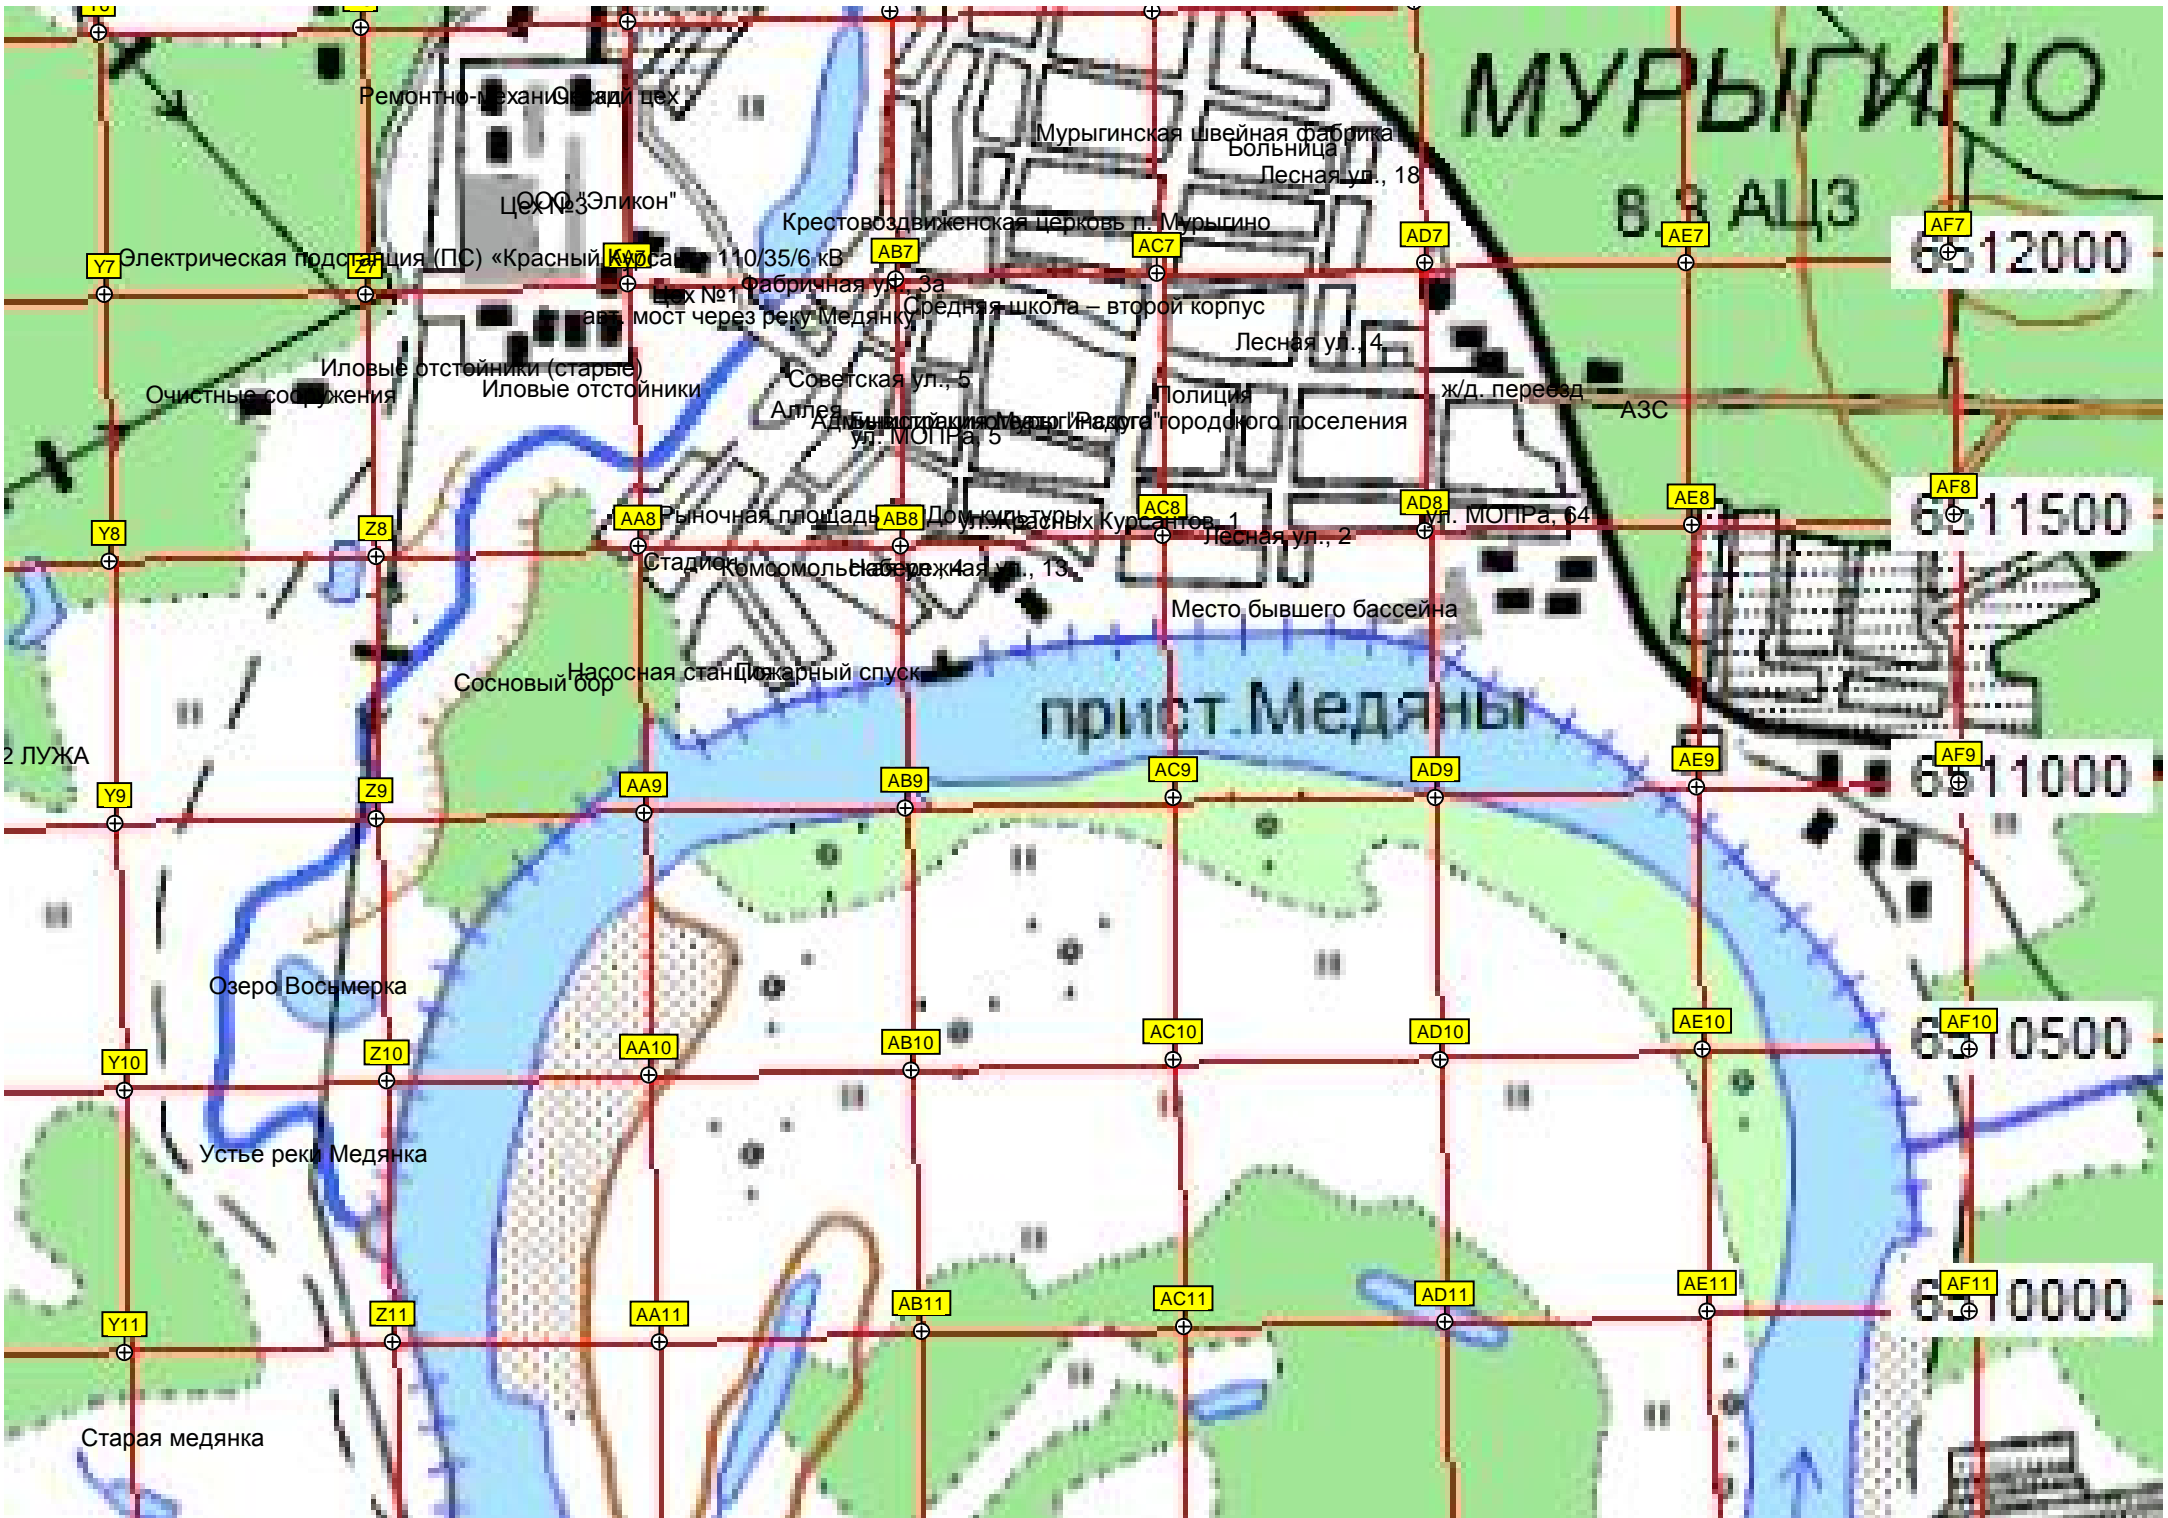 МУРЫГИНО
Ремонтно-механический цех
Мурыгинская швейная фабрика
Больница
Лесная ул., 18
8.3 АЦЗ
ООО "Эликон"
Цех №3
Крестовоздвиженская церковь п. Мурыгино
AB7
AC7
AD7
AE7
AF7
6512000
Y7
Электрическая подстанция (ПС) «Красный Курсант» 110/35/6 кВ
Z7
AA7
Цех №1
Фабричная ул., 3а
Средняя школа – второй корпус
авт. мост через реку Медянку
Лесная ул., 4
Иловые отстойники (старые)
Иловые отстойники
Очистные сооружения
Советская ул., 5
Полиция
ж/д. переезд
Аллея
АЗС
городского поселения
ул. МОПРа, 5
Y8
Z8
AA8
Рыночная площадь
AB8
Дом культуры
ул. Красных Курсантов, 1
AC8
AD8
ул. МОПРа, 64
AE8
AF8
6511500
Лесная ул., 2
Стадион
Комсомольская ул., 4
Набережная ул., 13
Место бывшего бассейна
Насосная станция
Пожарный спуск
Сосновый бор
прист.Медяны
2 ЛУЖА
Y9
Z9
AA9
AB9
AC9
AD9
AE9
AF9
6511000
Озеро Восьмерка
Y10
Z10
AA10
AB10
AC10
AD10
AE10
AF10
6510500
Устье реки Медянка
Y11
Z11
AA11
AB11
AC11
AD11
AE11
AF11
6510000
Старая медянка